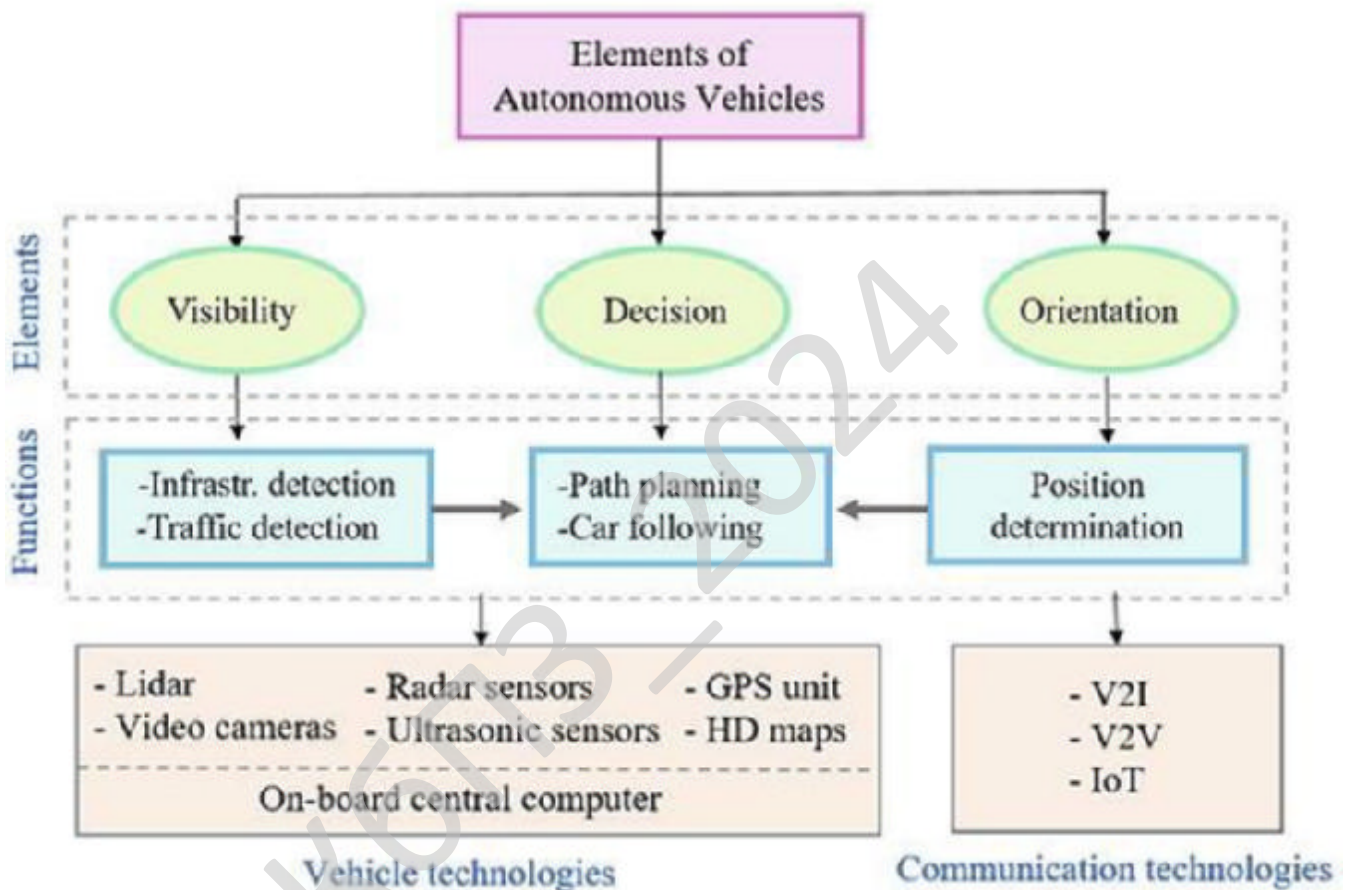 Elements of
Autonomous Vehicles
Elements
Visibility
Decision
Orientation
Functions
-Infrastr. detection
-Traffic detection
-Path planning
-Car following
Position
determination
- Lidar
- Video cameras
- Radar sensors
- Ultrasonic sensors
- GPS unit
- HD maps
On-board central computer
- V2I
- V2V
- IoT
Vehicle technologies
Communication technologies